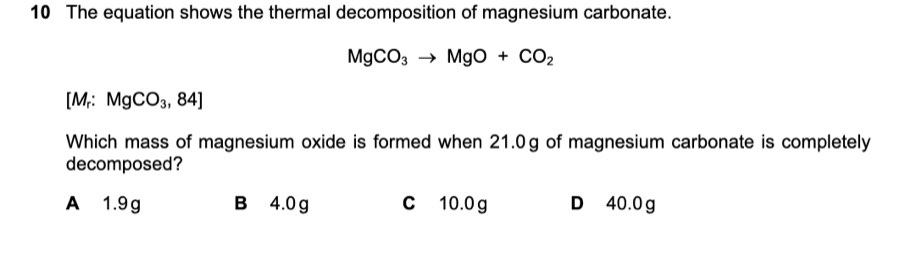 10 The equation shows the thermal decomposition of magnesium carbonate.
MgCO₃ → MgO + CO₂
[Mᵣ: MgCO₃, 84]
Which mass of magnesium oxide is formed when 21.0 g of magnesium carbonate is completely
decomposed?
A 1.9 g B 4.0 g C 10.0 g D 40.0 g